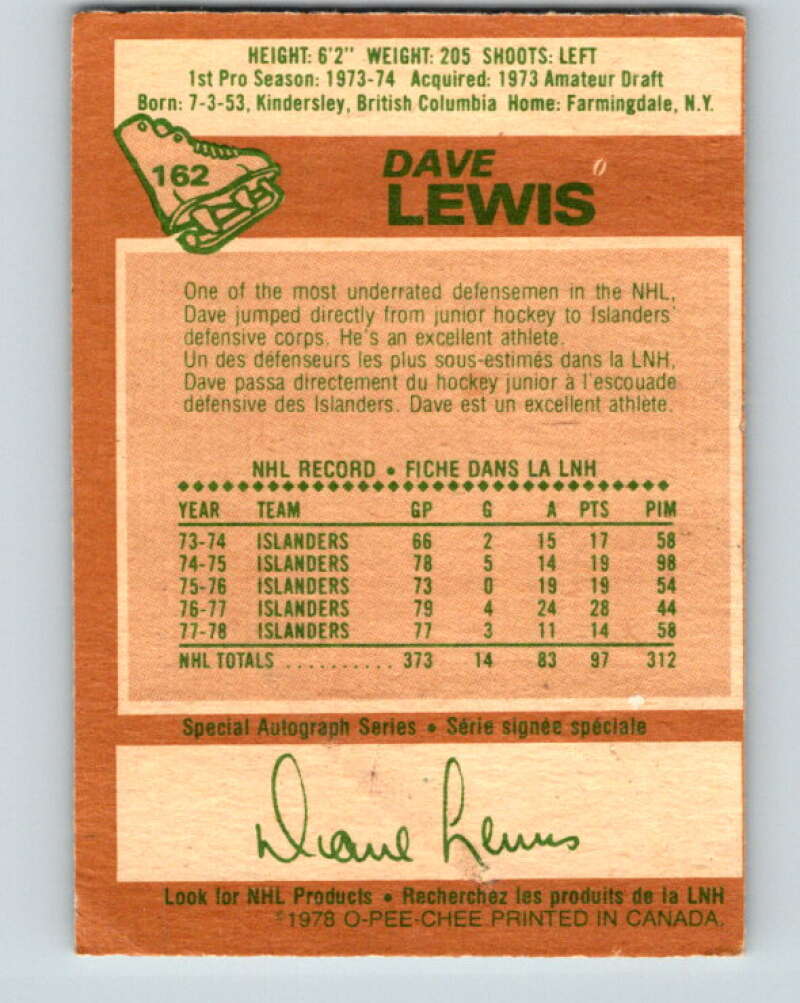 HEIGHT: 6'2" WEIGHT: 205 SHOOTS: LEFT
1st Pro Season: 1973-74 Acquired: 1973 Amateur Draft
Born: 7-3-53, Kindersley, British Columbia Home: Farmingdale, N.Y.
162
DAVE
LEWIS
One of the most underrated defensemen in the NHL,
Dave jumped directly from junior hockey to Islanders'
defensive corps. He's an excellent athlete.
Un des défenseurs les plus sous-estimés dans la LNH,
Dave passa directement du hockey junior à l'escouade
défensive des Islanders. Dave est un excellent athlète.
NHL RECORD • FICHE DANS LA LNH
YEAR TEAM GP G A PTS PIM
73-74 ISLANDERS 66 2 15 17 58
74-75 ISLANDERS 78 5 14 19 98
75-76 ISLANDERS 73 0 19 19 54
76-77 ISLANDERS 79 4 24 28 44
77-78 ISLANDERS 77 3 11 14 58
NHL TOTALS .......... 373 14 83 97 312
Special Autograph Series • Série signée spéciale
Diane Lewis
Look for NHL Products • Recherchez les produits de la LNH
©1978 O-PEE-CHEE PRINTED IN CANADA.